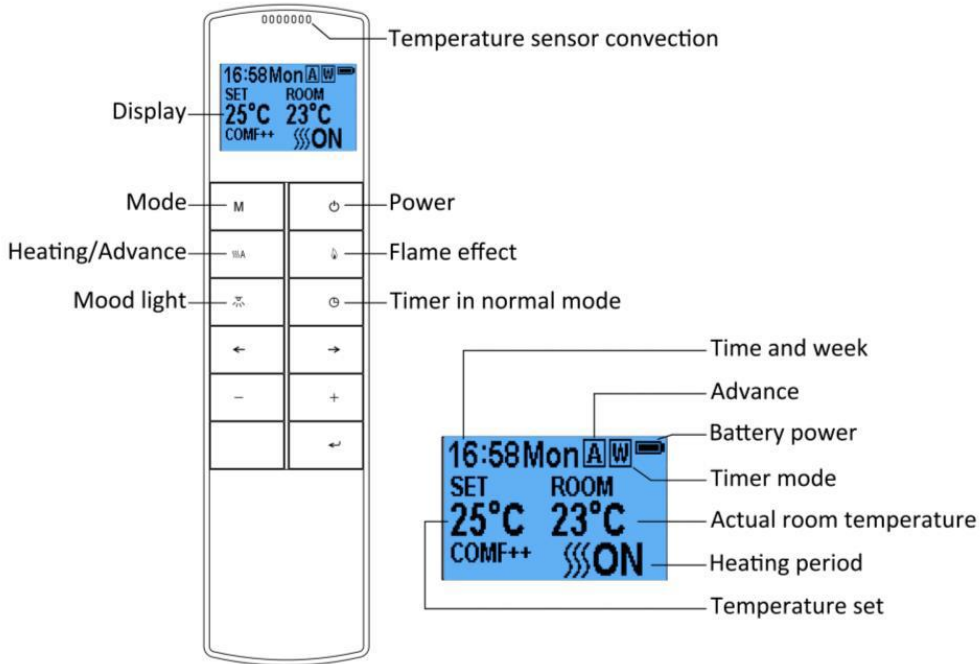 Temperature sensor convection
16:58Mon A W
SET ROOM
25°C 23°C
COMF++ ON
Display
Mode M Power
Heating/Advance A Flame effect
Mood light Timer in normal mode
← →
− +
↵
Time and week
Advance
Battery power
Timer mode
Actual room temperature
Heating period
Temperature set
16:58Mon A W
SET ROOM
25°C 23°C
COMF++ ON